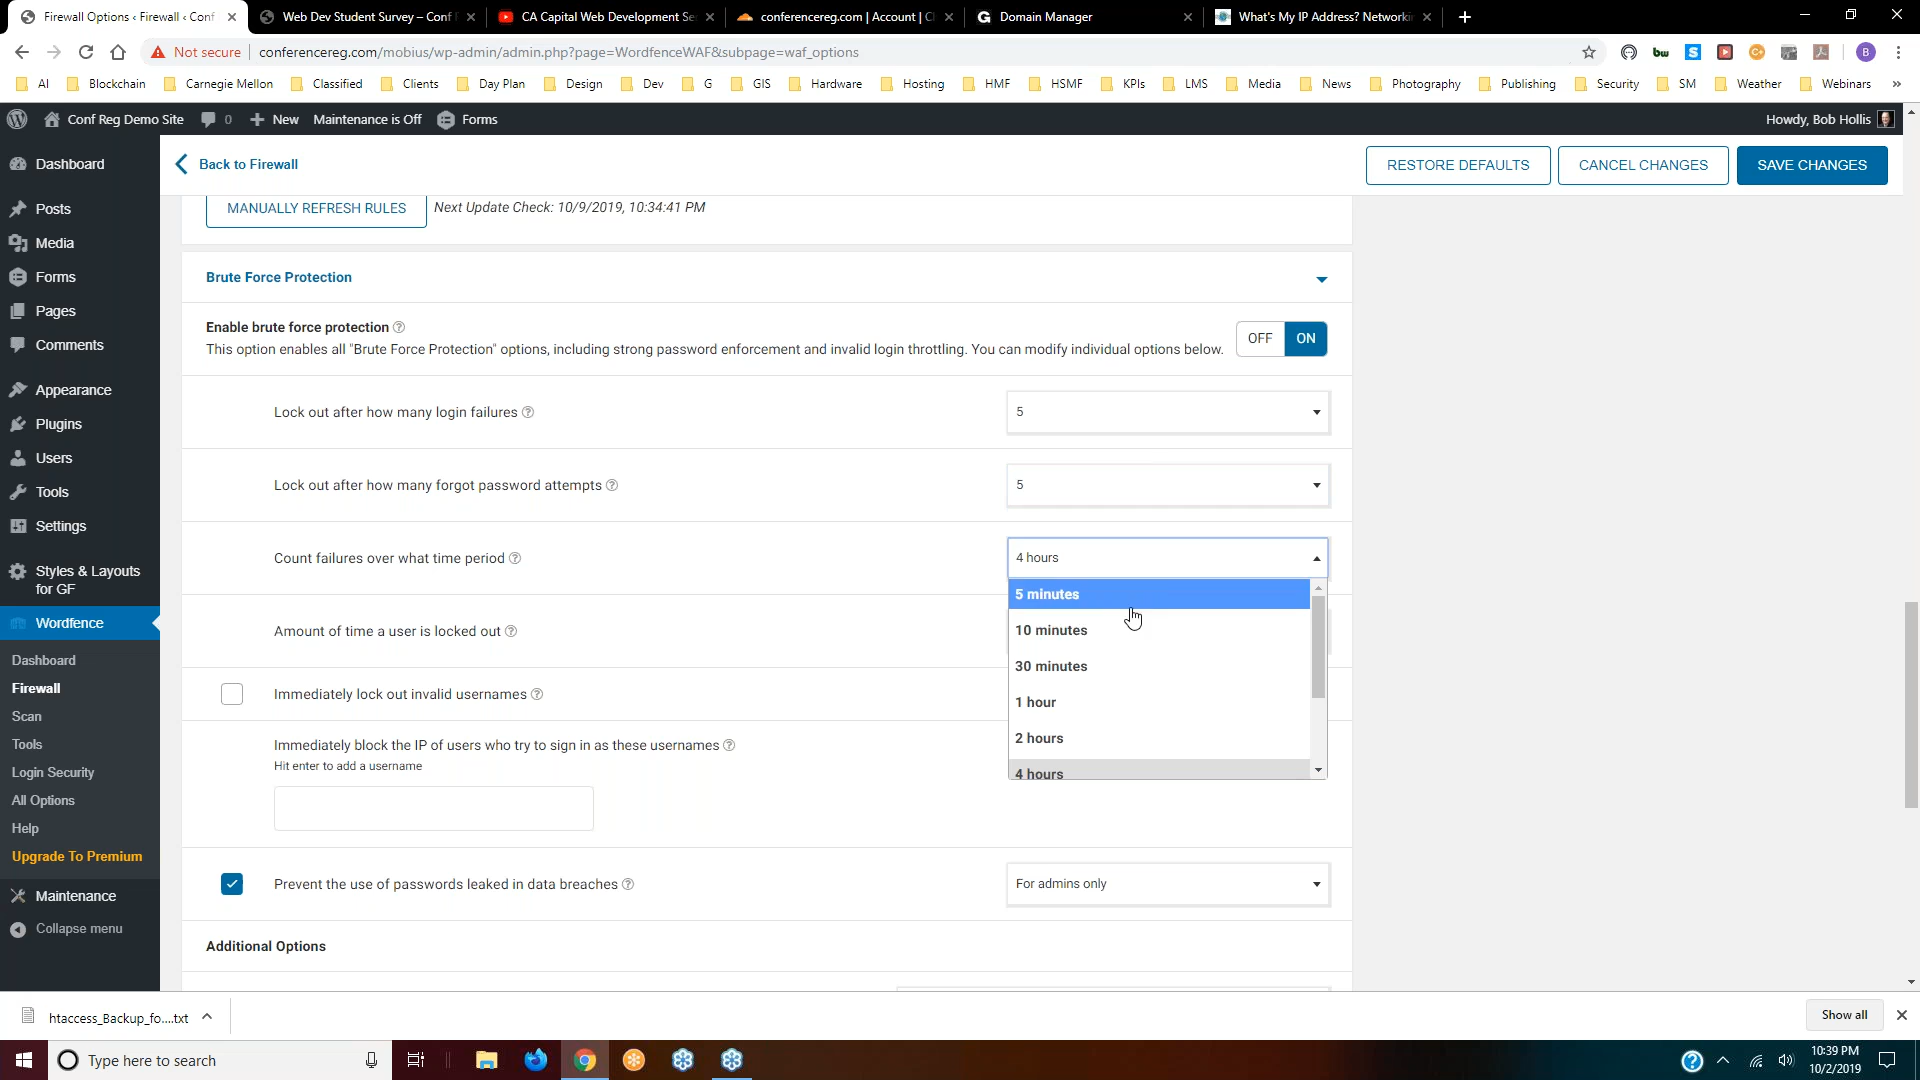 Firewall Options ‹ Firewall ‹ Conf
Web Dev Student Survey – Conf
CA Capital Web Development Se
conferencereg.com | Account | Cl
Domain Manager
What's My IP Address? Networki
Not secure
conferencereg.com/mobius/wp-admin/admin.php?page=WordfenceWAF&subpage=waf_options
AI
Blockchain
Carnegie Mellon
Classified
Clients
Day Plan
Design
Dev
G
GIS
Hardware
Hosting
HMF
HSMF
KPIs
LMS
Media
News
Photography
Publishing
Security
SM
Weather
Webinars
»
Conf Reg Demo Site
0
New
Maintenance is Off
Forms
Howdy, Bob Hollis
Dashboard
Posts
Media
Forms
Pages
Comments
Appearance
Plugins
Users
Tools
Settings
Styles & Layouts
for GF
Wordfence
Dashboard
Firewall
Scan
Tools
Login Security
All Options
Help
Upgrade To Premium
Maintenance
Collapse menu
Back to Firewall
RESTORE DEFAULTS
CANCEL CHANGES
SAVE CHANGES
MANUALLY REFRESH RULES
Next Update Check: 10/9/2019, 10:34:41 PM
Brute Force Protection
Enable brute force protection
This option enables all "Brute Force Protection" options, including strong password enforcement and invalid login throttling. You can modify individual options below.
OFF
ON
Lock out after how many login failures
5
Lock out after how many forgot password attempts
5
Count failures over what time period
4 hours
5 minutes
10 minutes
30 minutes
1 hour
2 hours
4 hours
Amount of time a user is locked out
Immediately lock out invalid usernames
Immediately block the IP of users who try to sign in as these usernames
Hit enter to add a username
Prevent the use of passwords leaked in data breaches
For admins only
Additional Options
htaccess_Backup_fo....txt
Show all
Type here to search
10:39 PM
10/2/2019